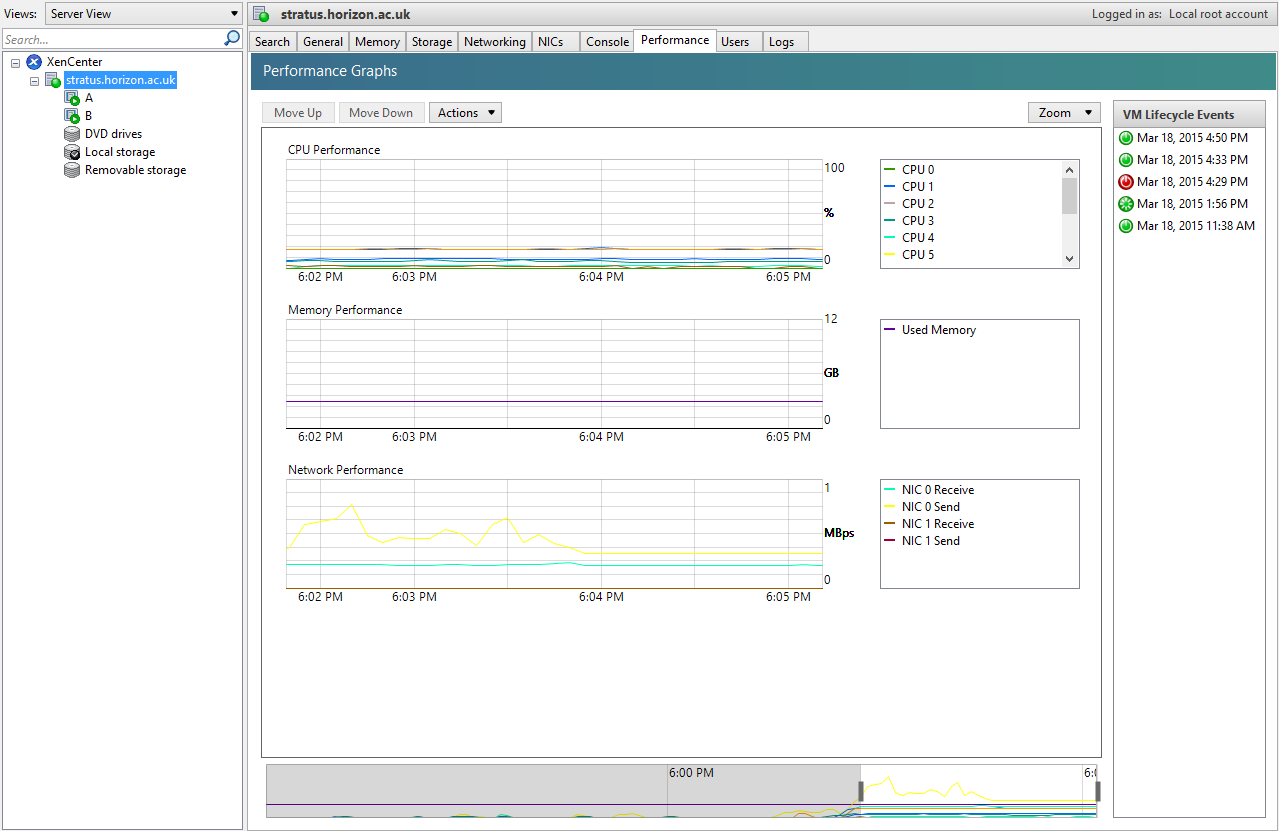 Views: Server View
Search...
XenCenter
stratus.horizon.ac.uk
A
B
DVD drives
Local storage
Removable storage
stratus.horizon.ac.uk
Logged in as: Local root account
Search General Memory Storage Networking NICs Console Performance Users Logs
Performance Graphs
Move Up Move Down Actions Zoom
CPU Performance
100
%
0
6:02 PM 6:03 PM 6:04 PM 6:05 PM
CPU 0
CPU 1
CPU 2
CPU 3
CPU 4
CPU 5
Memory Performance
12
GB
0
6:02 PM 6:03 PM 6:04 PM 6:05 PM
Used Memory
Network Performance
1
MBps
0
6:02 PM 6:03 PM 6:04 PM 6:05 PM
NIC 0 Receive
NIC 0 Send
NIC 1 Receive
NIC 1 Send
6:00 PM
VM Lifecycle Events
Mar 18, 2015 4:50 PM
Mar 18, 2015 4:33 PM
Mar 18, 2015 4:29 PM
Mar 18, 2015 1:56 PM
Mar 18, 2015 11:38 AM